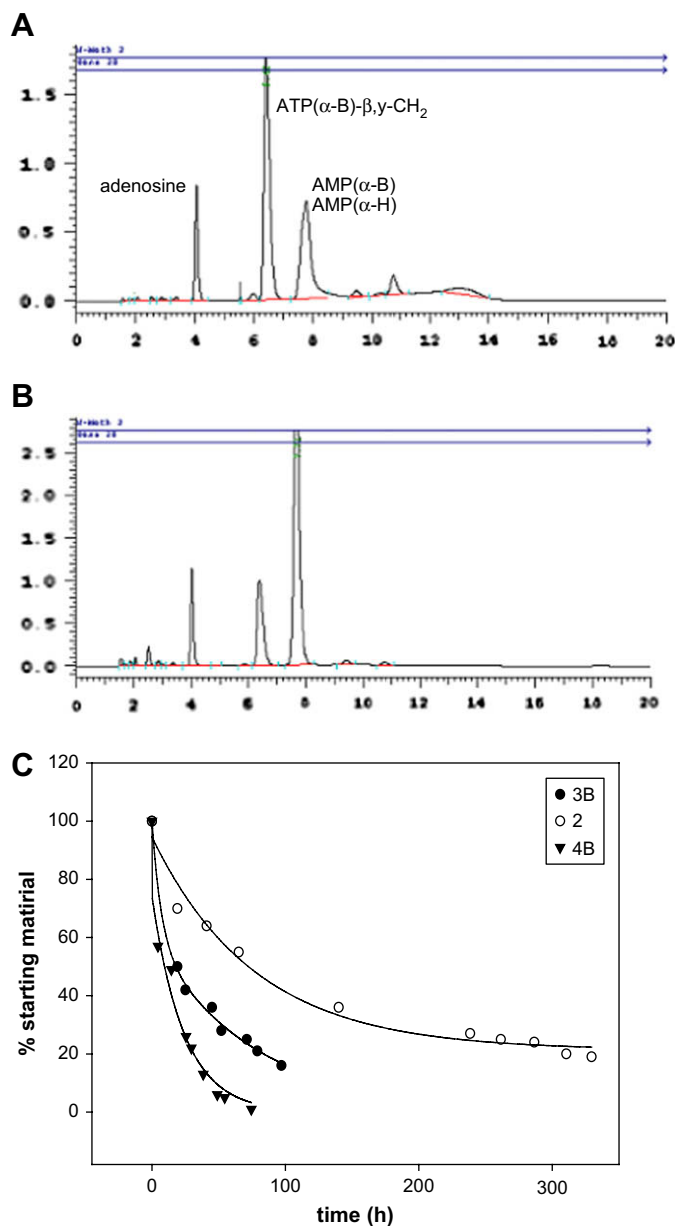 A
1.5
1.0
0.5
0.0
ATP(α-B)-β,y-CH₂
adenosine
AMP(α-B)
AMP(α-H)
0 2 4 6 8 10 12 14 16 20
B
2.5
2.0
1.5
1.0
0.5
0.0
0 2 4 6 8 10 12 14 16 20
C
120
100
80
60
40
20
0
% starting matirial
3B
2
4B
0 100 200 300
time (h)